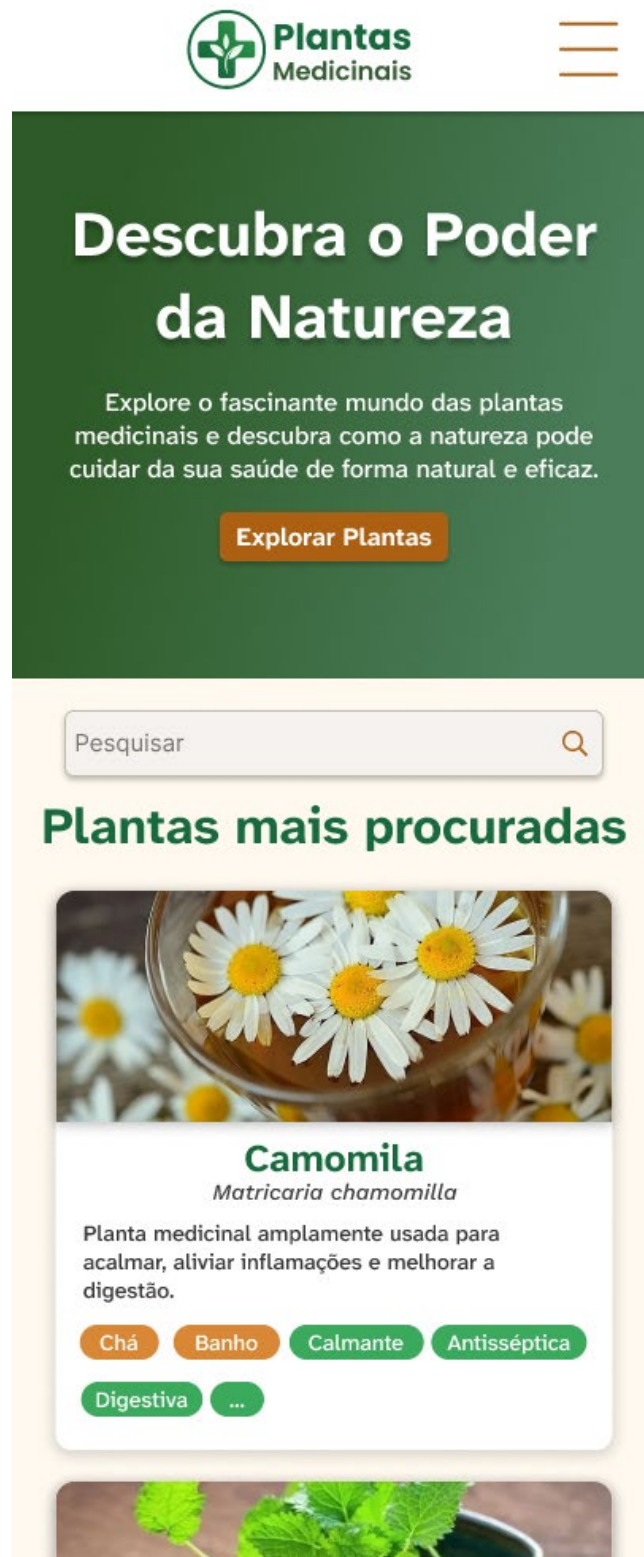 Plantas
Medicinais
Descubra o Poder
da Natureza
Explore o fascinante mundo das plantas
medicinais e descubra como a natureza pode
cuidar da sua saúde de forma natural e eficaz.
Explorar Plantas
Pesquisar
Plantas mais procuradas
Camomila
Matricaria chamomilla
Planta medicinal amplamente usada para
acalmar, aliviar inflamações e melhorar a
digestão.
Chá Banho Calmante Antisséptica
Digestiva ...